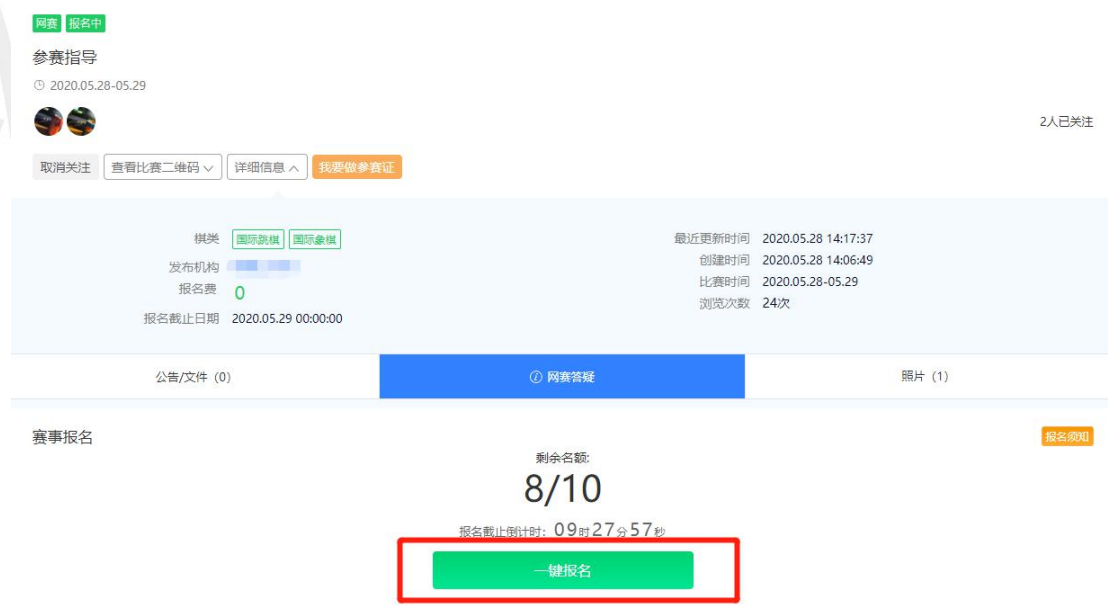 网赛 报名中
参赛指导
2020.05.28-05.29
2人已关注
取消关注 查看比赛二维码 详细信息 我要做参赛证
棋类 国际跳棋 国际象棋
发布机构
报名费 0
报名截止日期 2020.05.29 00:00:00
最近更新时间 2020.05.28 14:17:37
创建时间 2020.05.28 14:06:49
比赛时间 2020.05.28-05.29
浏览次数 24次
公告/文件（0） 网赛答疑 照片（1）
赛事报名 报名须知
剩余名额:
8/10
报名截止倒计时: 09时27分57秒
一键报名